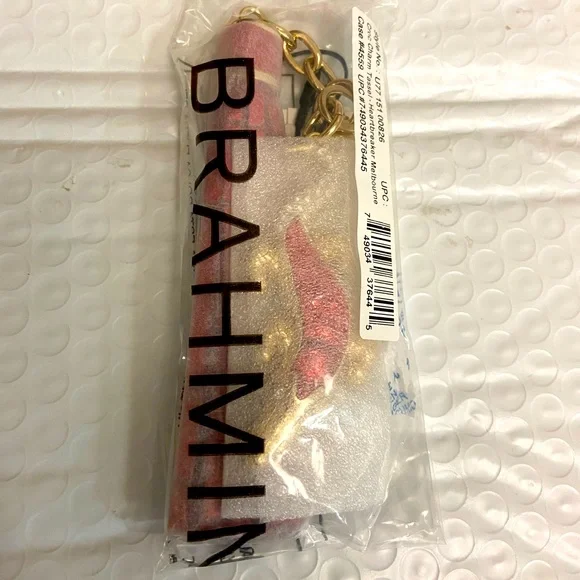 BRAHMIN
Style No.: U77 151 00826
Croc Charm Tassel - Heartbreaker Melbourne
Case #4559 UPC #749034376445
UPC :
7 49034 37644 5